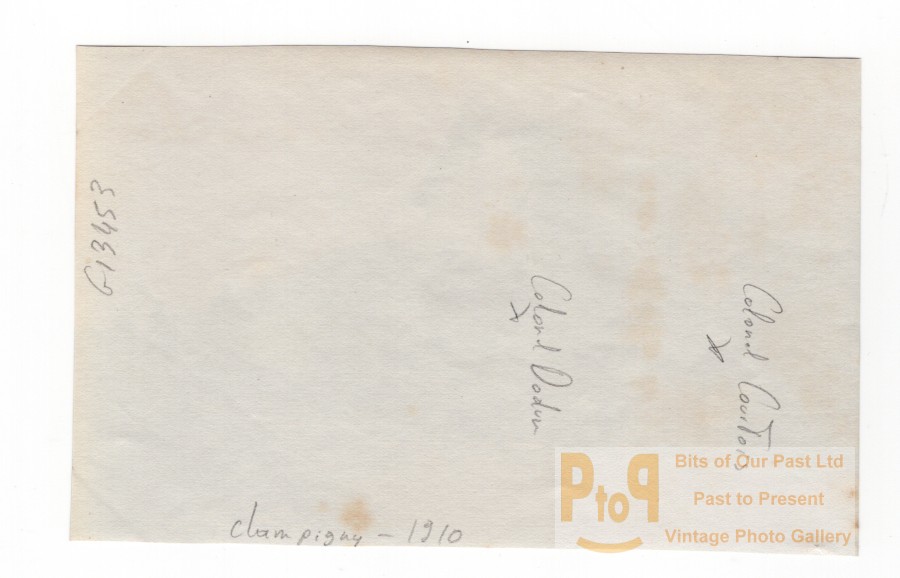 G13453
Colonel Dodun
Colonel Courtois
Champigny – 1910
PtoP
Bits of Our Past Ltd
Past to Present
Vintage Photo Gallery